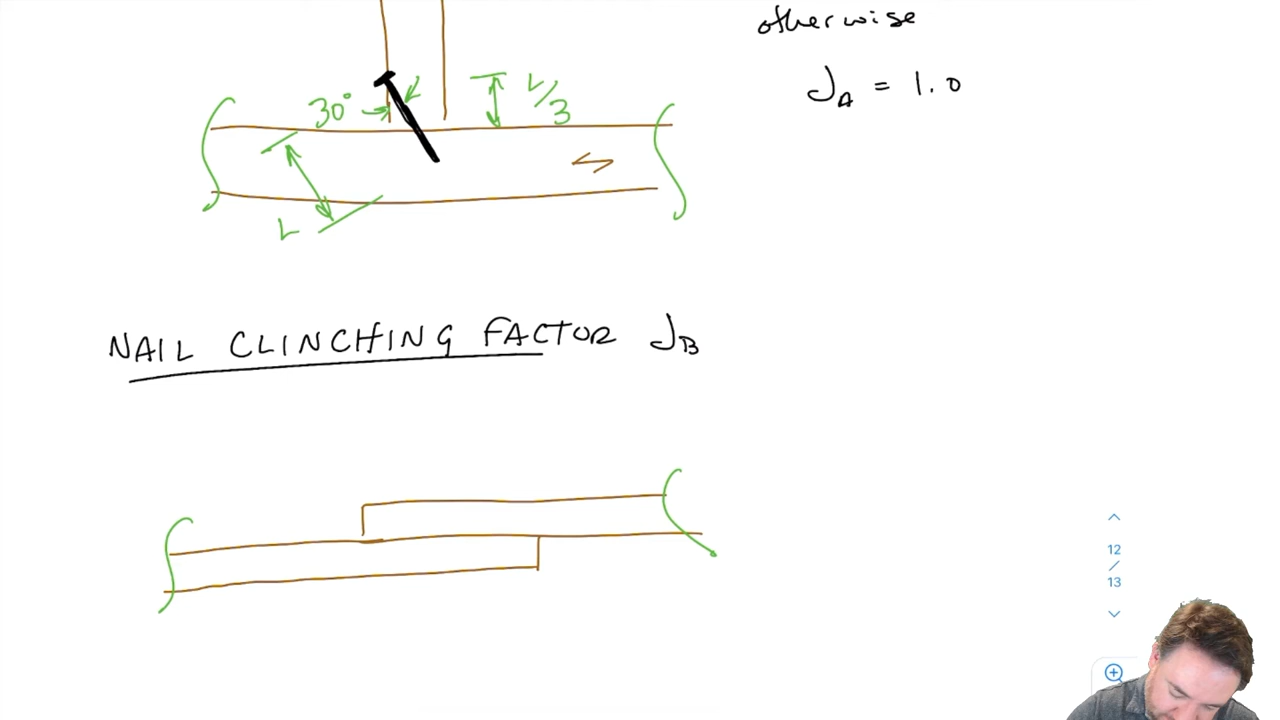 otherwise
J_A = 1.0
30°
L/3
L
NAIL CLINCHING FACTOR J_B
12
/
13